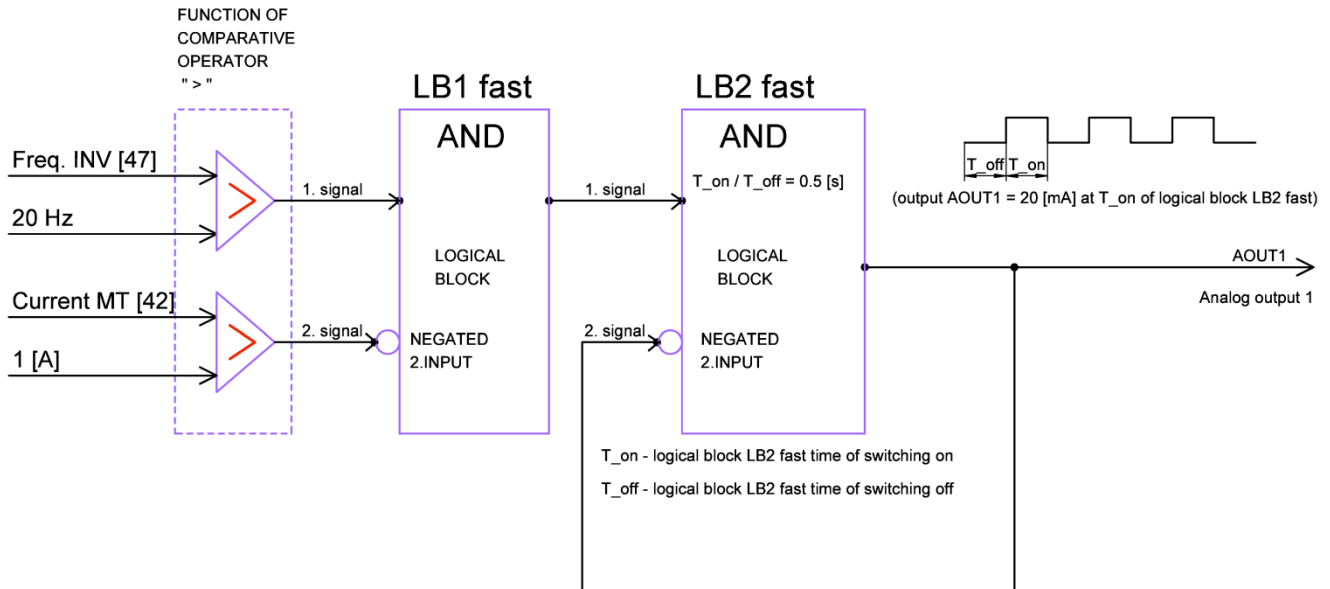 FUNCTION OF
COMPARATIVE
OPERATOR
" > "
LB1 fast
LB2 fast
AND
AND
Freq. INV [47]
20 Hz
Current MT [42]
1 [A]
1. signal
2. signal
LOGICAL
BLOCK
NEGATED
2.INPUT
1. signal
2. signal
T_on / T_off = 0.5 [s]
LOGICAL
BLOCK
NEGATED
2.INPUT
T_off
T_on
(output AOUT1 = 20 [mA] at T_on of logical block LB2 fast)
AOUT1
Analog output 1
T_on - logical block LB2 fast time of switching on
T_off - logical block LB2 fast time of switching off